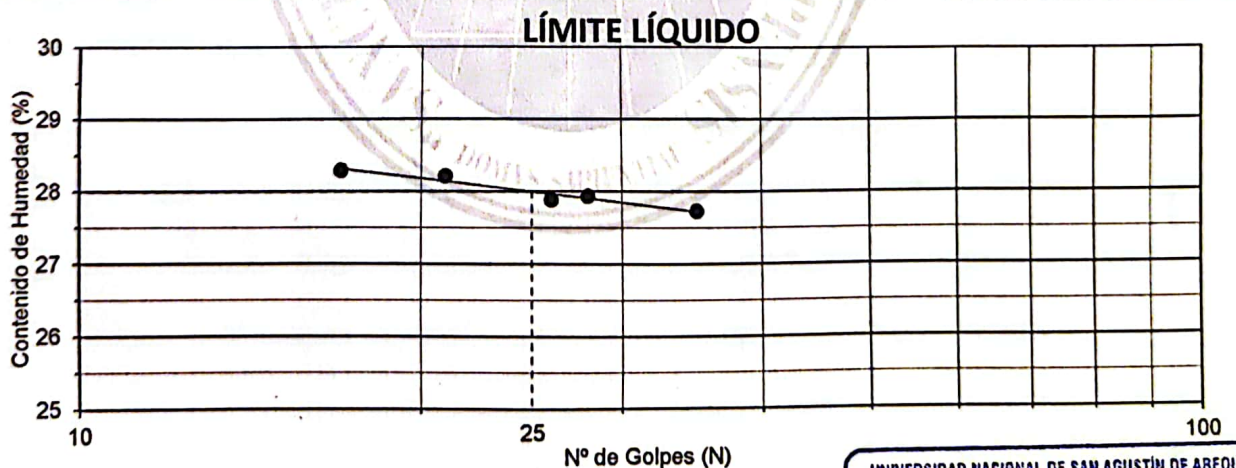 LÍMITE LÍQUIDO
30
29
28
27
26
25
Contenido de Humedad (%)
10
25
100
Nº de Golpes (N)
UNIVERSIDAD NACIONAL DE SAN AGUSTÍN DE